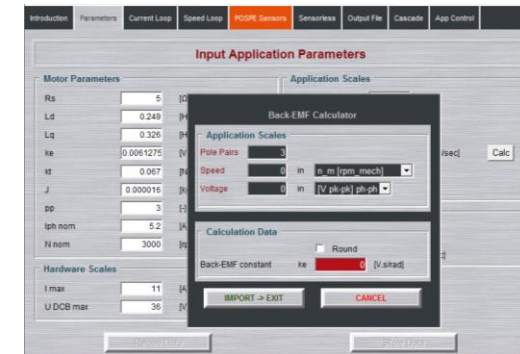 Introduction Parameters Current Loop Speed Loop POSPE Sensors Sensorless Output File Cascade App Control
Input Application Parameters
Motor Parameters
Application Scales
Rs 5
Ld 0.249
Lq 0.326
ke 0.0061275
kt 0.067
J 0.000016
pp 3
Iph nom 5.2
N nom 3000
Calc
Hardware Scales
I max 11
U DCB max 36
Back-EMF Calculator
Application Scales
Pole Pairs 3
Speed 0 in n_m [rpm_mech]
Voltage 0 in [V pk-pk] ph-ph
Calculation Data
Round
Back-EMF constant ke 0 [V.s/rad]
IMPORT -> EXIT CANCEL